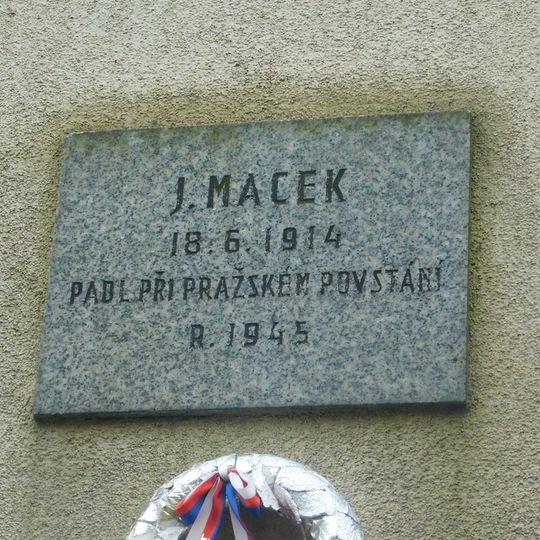 J. MACEK
18.6.1914
PADL PŘI PRAŽSKÉM POVSTÁNÍ
R. 1945